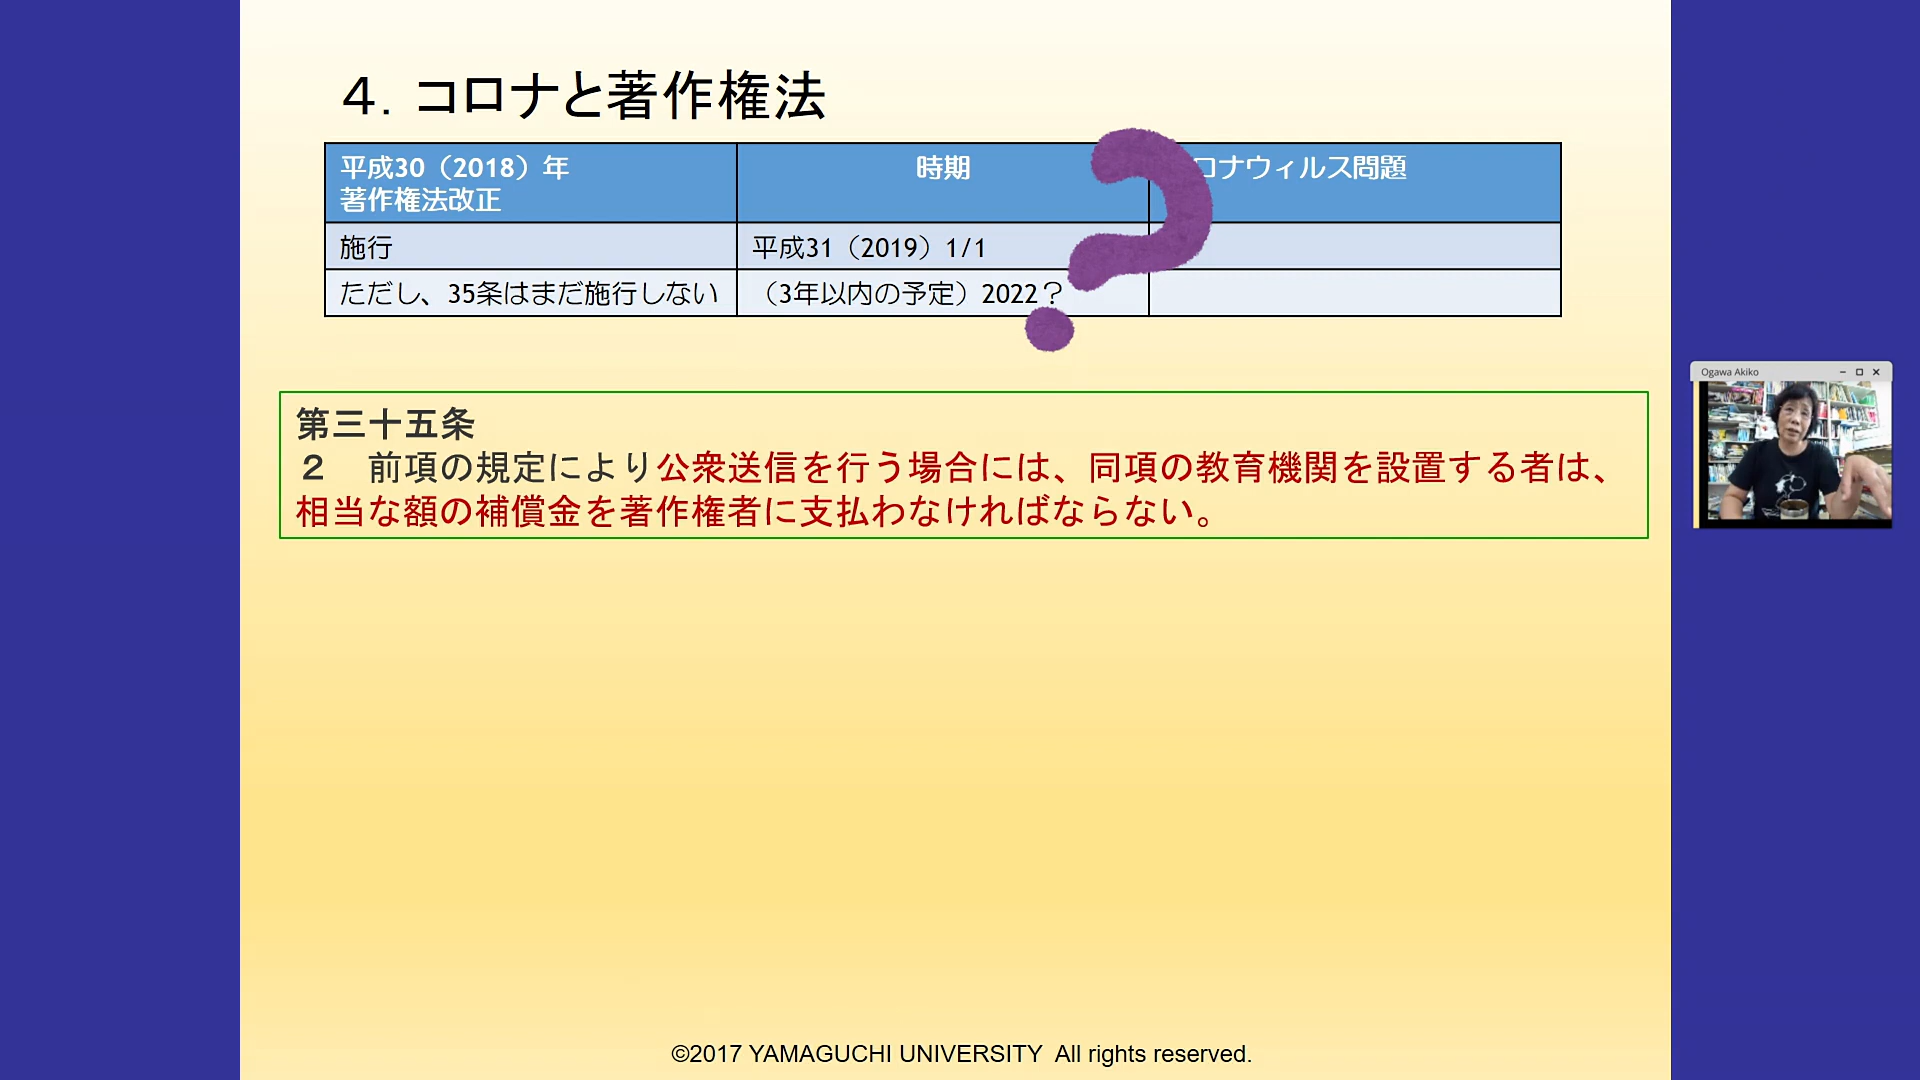 ４．コロナと著作権法
平成30（2018）年
著作権法改正
時期
ロナウィルス問題
施行
平成31（2019）1/1
ただし、35条はまだ施行しない
（3年以内の予定）2022？
第三十五条
２　前項の規定により公衆送信を行う場合には、同項の教育機関を設置する者は、
相当な額の補償金を著作権者に支払わなければならない。
Ogawa Akiko
©2017 YAMAGUCHI UNIVERSITY All rights reserved.